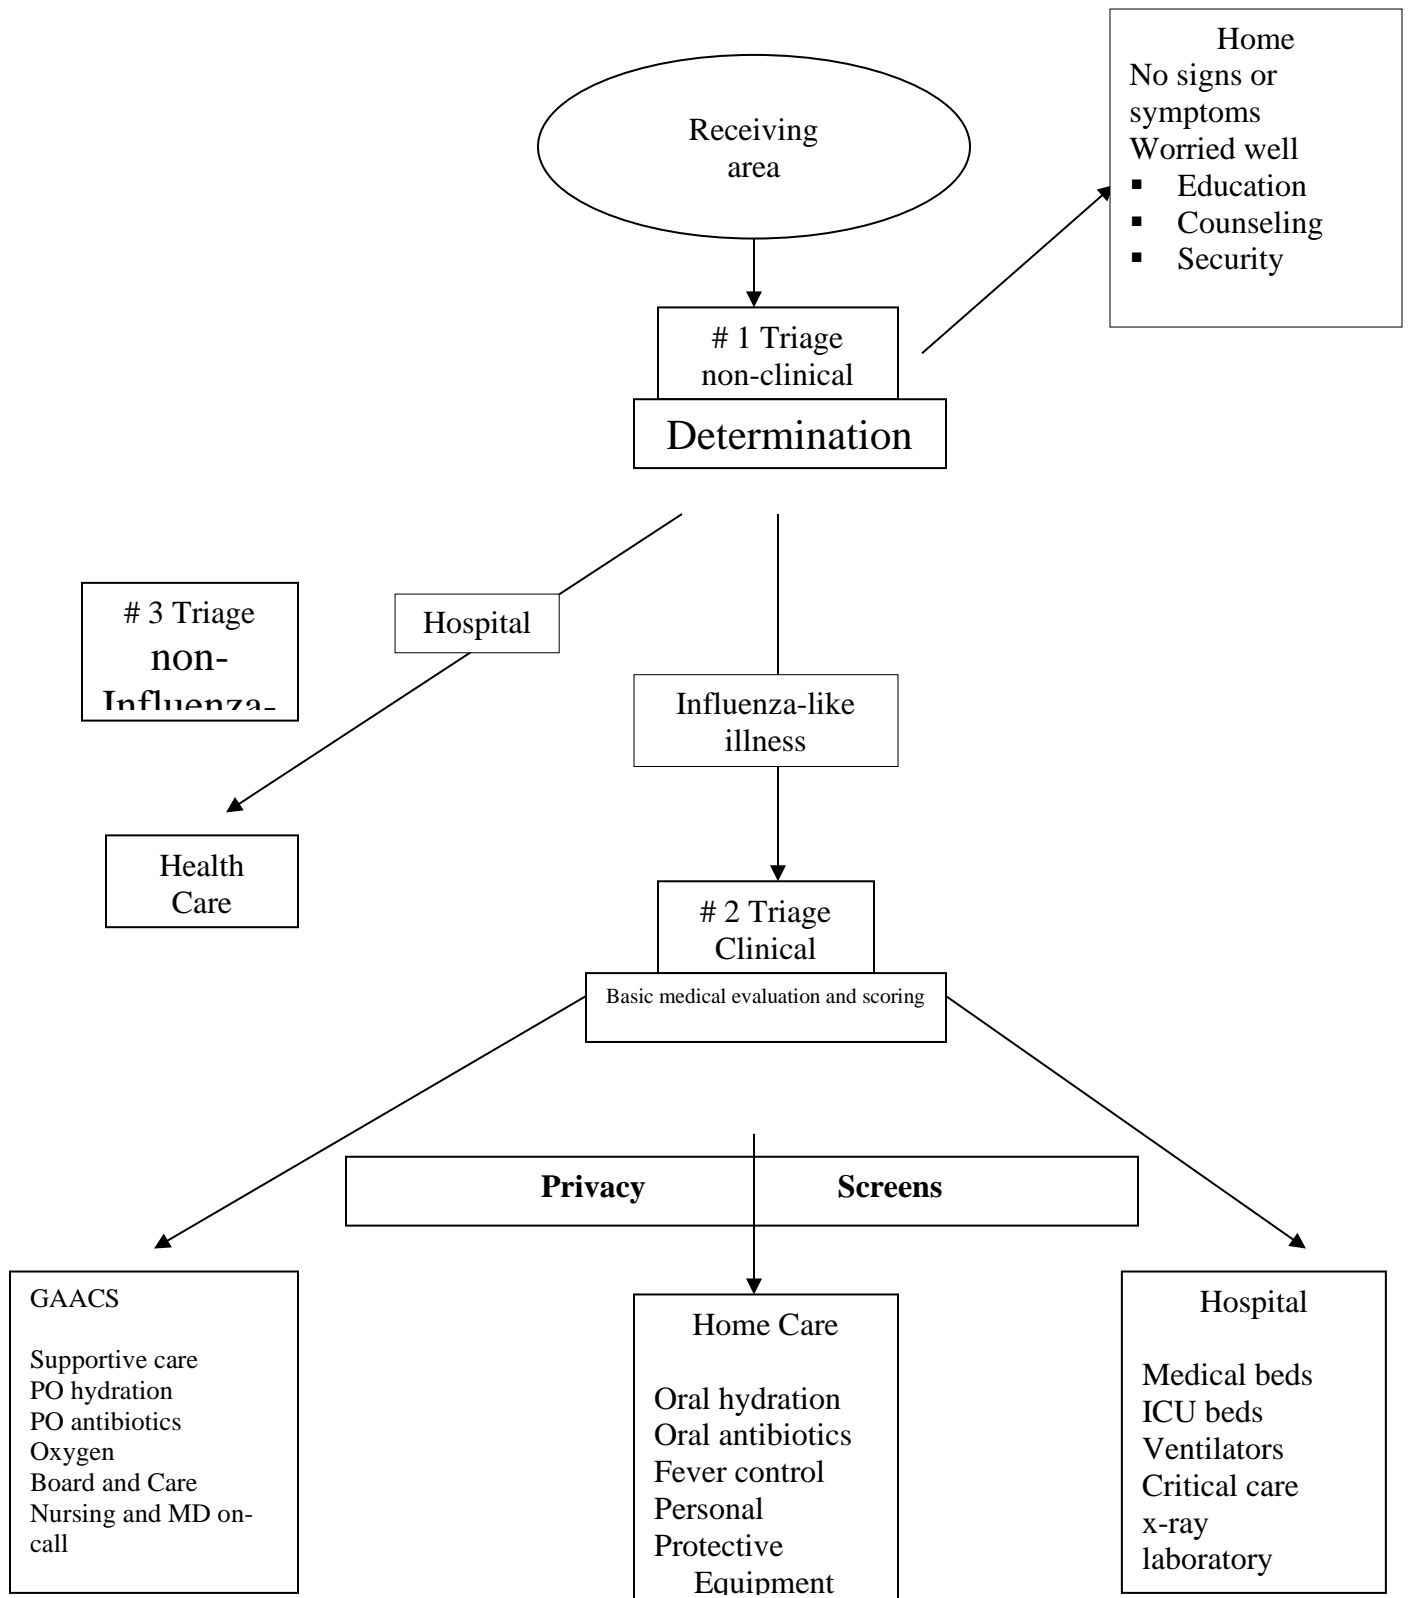 Home
No signs or
symptoms
Worried well
▪ Education
▪ Counseling
▪ Security
Receiving
area
# 1 Triage
non-clinical
Determination
# 3 Triage
non-
Influenza-
Hospital
Influenza-like
illness
Health
Care
# 2 Triage
Clinical
Basic medical evaluation and scoring
Privacy Screens
GAACS
Supportive care
PO hydration
PO antibiotics
Oxygen
Board and Care
Nursing and MD on-
call
Home Care
Oral hydration
Oral antibiotics
Fever control
Personal
Protective
Equipment
Hospital
Medical beds
ICU beds
Ventilators
Critical care
x-ray
laboratory